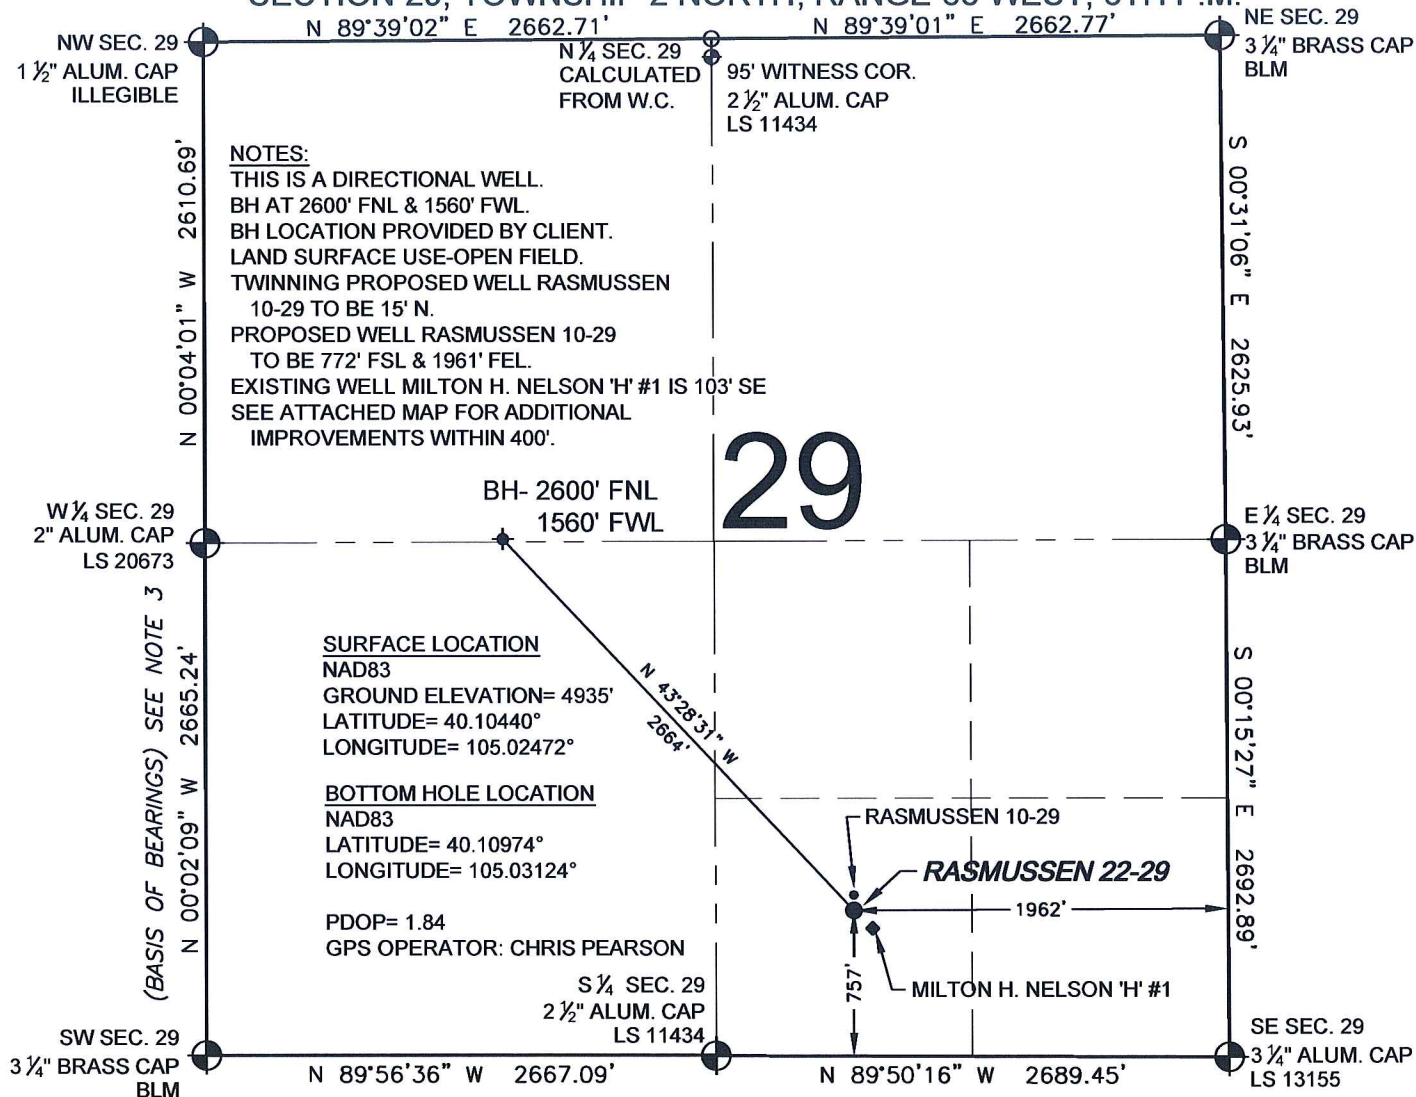 N 89°39'02" E 2662.71'
N 89°39'01" E 2662.77'
NW SEC. 29
1 ½" ALUM. CAP
ILLEGIBLE
N ¼ SEC. 29
CALCULATED
FROM W.C.
95' WITNESS COR.
2 ½" ALUM. CAP
LS 11434
NE SEC. 29
3 ¼" BRASS CAP
BLM
N 00°04'01" W 2610.69'
NOTES:
THIS IS A DIRECTIONAL WELL.
BH AT 2600' FNL & 1560' FWL.
BH LOCATION PROVIDED BY CLIENT.
LAND SURFACE USE-OPEN FIELD.
TWINNING PROPOSED WELL RASMUSSEN
10-29 TO BE 15' N.
PROPOSED WELL RASMUSSEN 10-29
TO BE 772' FSL & 1961' FEL.
EXISTING WELL MILTON H. NELSON 'H' #1 IS 103' SE
SEE ATTACHED MAP FOR ADDITIONAL
IMPROVEMENTS WITHIN 400'.
S 00°31'06" E 2625.93'
29
BH- 2600' FNL
1560' FWL
W ¼ SEC. 29
2" ALUM. CAP
LS 20673
E ¼ SEC. 29
3 ¼" BRASS CAP
BLM
(BASIS OF BEARINGS) SEE NOTE 3
N 00°02'09" W 2665.24'
SURFACE LOCATION
NAD83
GROUND ELEVATION= 4935'
LATITUDE= 40.10440°
LONGITUDE= 105.02472°
BOTTOM HOLE LOCATION
NAD83
LATITUDE= 40.10974°
LONGITUDE= 105.03124°
PDOP= 1.84
GPS OPERATOR: CHRIS PEARSON
N 43°28'31" W
2664'
S 00°15'27" E 2692.89'
RASMUSSEN 10-29
RASMUSSEN 22-29
1962'
757'
MILTON H. NELSON 'H' #1
S ¼ SEC. 29
2 ½" ALUM. CAP
LS 11434
SW SEC. 29
3 ¼" BRASS CAP
BLM
SE SEC. 29
3 ¼" ALUM. CAP
LS 13155
N 89°56'36" W 2667.09'
N 89°50'16" W 2689.45'